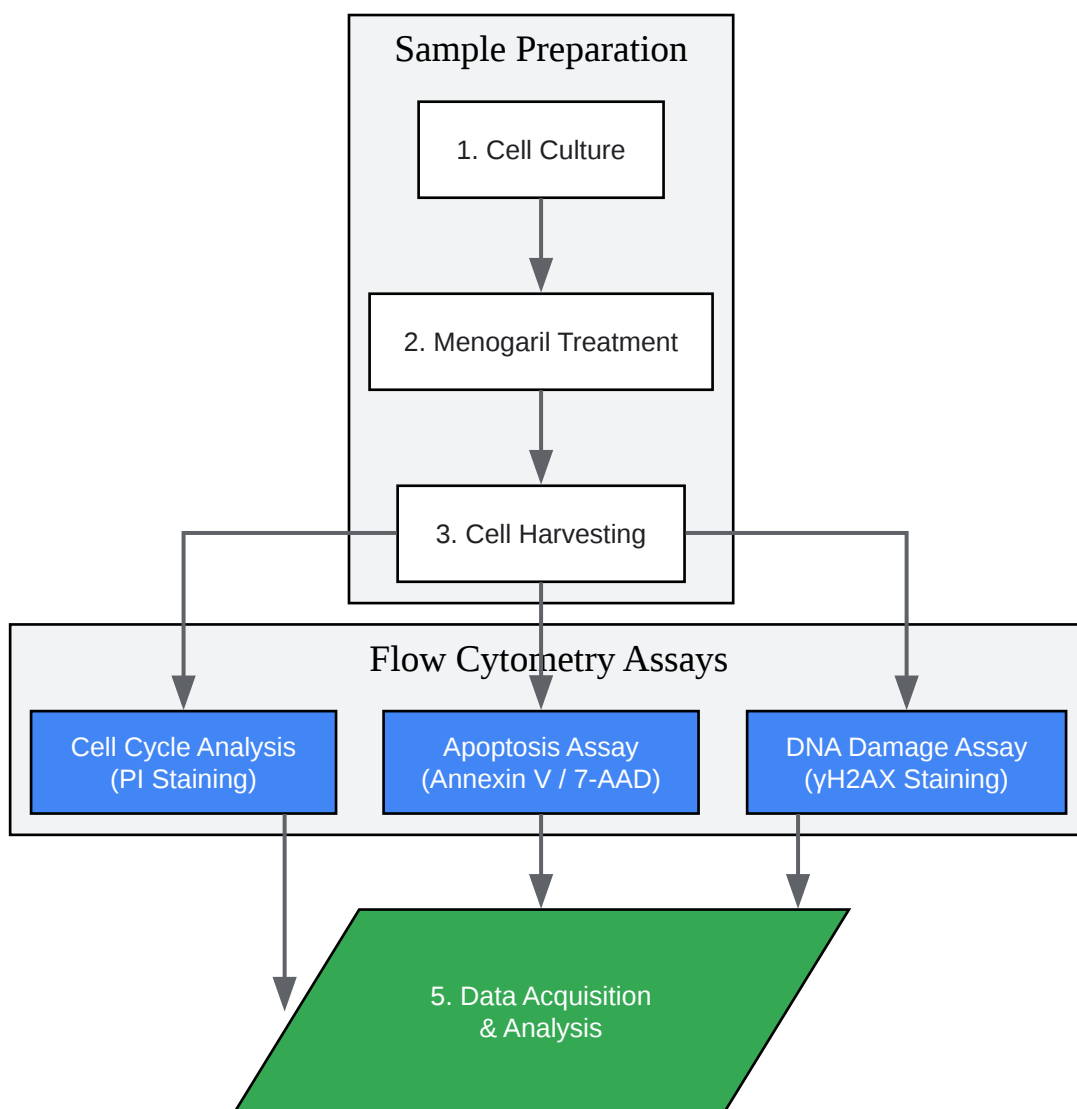 Sample Preparation
1. Cell Culture
2. Menogaril Treatment
3. Cell Harvesting
Flow Cytometry Assays
Cell Cycle Analysis
(PI Staining)
Apoptosis Assay
(Annexin V / 7-AAD)
DNA Damage Assay
(γH2AX Staining)
5. Data Acquisition
& Analysis